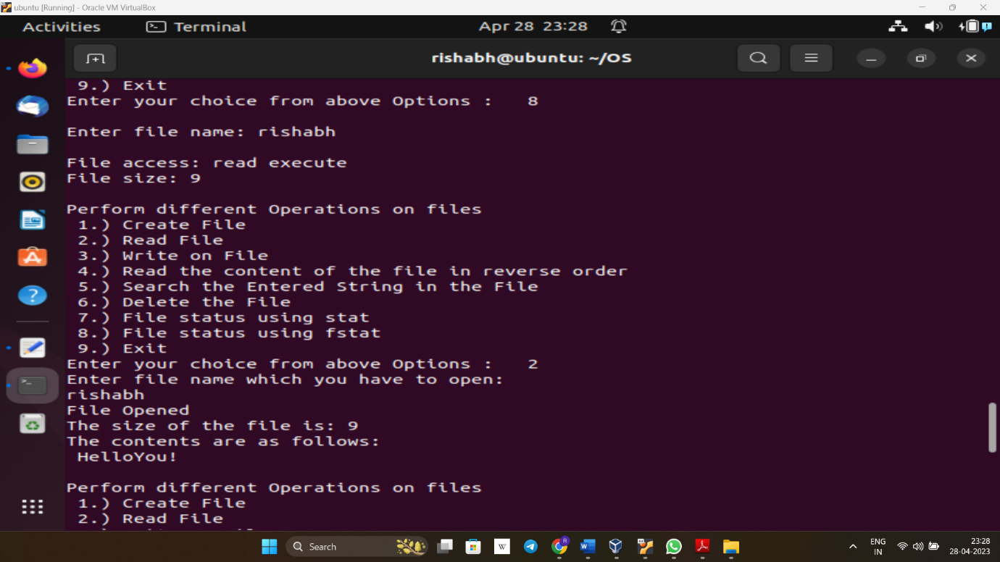 ubuntu [Running] - Oracle VM VirtualBox
Activities Terminal Apr 28 23:28
rishabh@ubuntu: ~/OS
9.) Exit
Enter your choice from above Options : 8
Enter file name: rishabh
File access: read execute
File size: 9
Perform different Operations on files
1.) Create File
2.) Read File
3.) Write on File
4.) Read the content of the file in reverse order
5.) Search the Entered String in the File
6.) Delete the File
7.) File status using stat
8.) File status using fstat
9.) Exit
Enter your choice from above Options : 2
Enter file name which you have to open:
rishabh
File Opened
The size of the file is: 9
The contents are as follows:
HelloYou!
Perform different Operations on files
1.) Create File
2.) Read File
Search
ENG
IN
23:28
28-04-2023